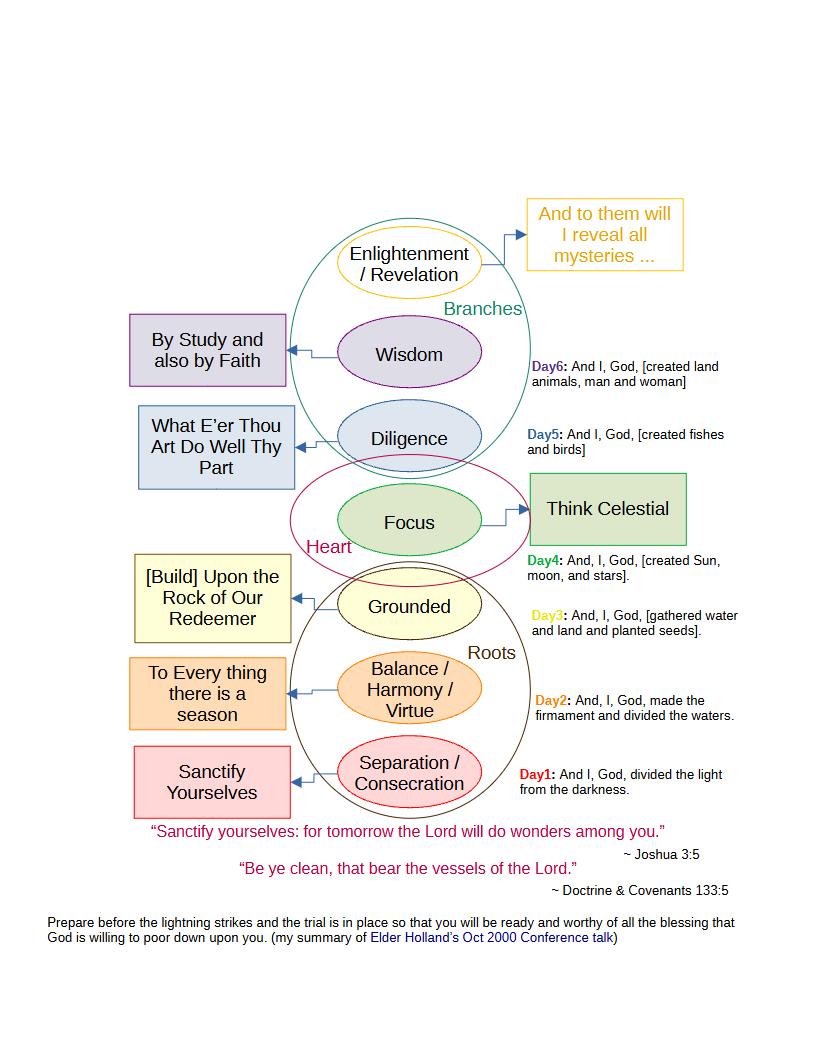 And to them will
I reveal all
mysteries ...
Enlightenment
/ Revelation
Branches
By Study and
also by Faith
Wisdom
Day6: And I, God, [created land
animals, man and woman]
What E’er Thou
Art Do Well Thy
Part
Diligence
Day5: And I, God, [created fishes
and birds]
Focus
Think Celestial
Heart
Day4: And, I, God, [created Sun,
moon, and stars].
[Build] Upon the
Rock of Our
Redeemer
Grounded
Day3: And, I, God, [gathered water
and land and planted seeds].
Roots
To Every thing
there is a
season
Balance /
Harmony /
Virtue
Day2: And, I, God, made the
firmament and divided the waters.
Sanctify
Yourselves
Separation /
Consecration
Day1: And I, God, divided the light
from the darkness.
“Sanctify yourselves: for tomorrow the Lord will do wonders among you.”
~ Joshua 3:5
“Be ye clean, that bear the vessels of the Lord.”
~ Doctrine & Covenants 133:5
Prepare before the lightning strikes and the trial is in place so that you will be ready and worthy of all the blessing that
God is willing to poor down upon you. (my summary of Elder Holland’s Oct 2000 Conference talk)